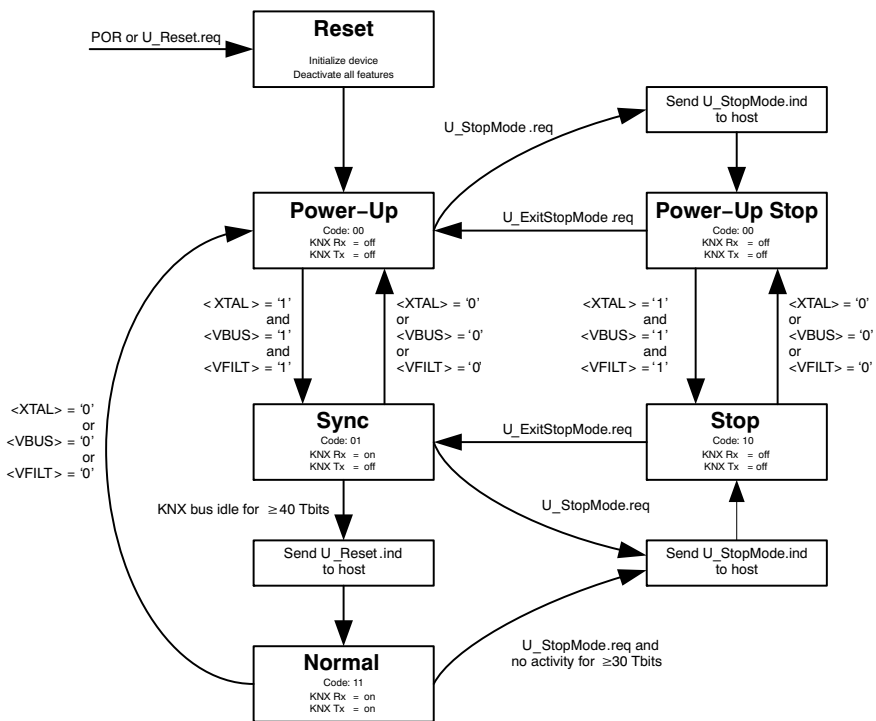 Reset
Initialize device
Deactivate all features
POR or U_Reset.req
U_StopMode .req
Send U_StopMode.ind
to host
Power–Up
Code: 00
KNX Rx = off
KNX Tx = off
U_ExitStopMode .req
Power–Up Stop
Code: 00
KNX Rx = off
KNX Tx = off
<XTAL> = ‘1’
and
<VBUS> = ‘1’
and
<VFILT> = ‘1’
<XTAL> = ‘0’
or
<VBUS> = ‘0’
or
<VFILT> = ‘0’
<XTAL> = ‘1’
and
<VBUS> = ‘1’
and
<VFILT> = ‘1’
<XTAL> = ‘0’
or
<VBUS> = ‘0’
or
<VFILT> = ‘0’
<XTAL> = ‘0’
or
<VBUS> = ‘0’
or
<VFILT> = ‘0’
Sync
Code: 01
KNX Rx = on
KNX Tx = off
U_ExitStopMode.req
Stop
Code: 10
KNX Rx = off
KNX Tx = off
KNX bus idle for ≥40 Tbits
U_StopMode.req
Send U_Reset.ind
to host
Send U_StopMode.ind
to host
Normal
Code: 11
KNX Rx = on
KNX Tx = on
U_StopMode.req and
no activity for ≥30 Tbits